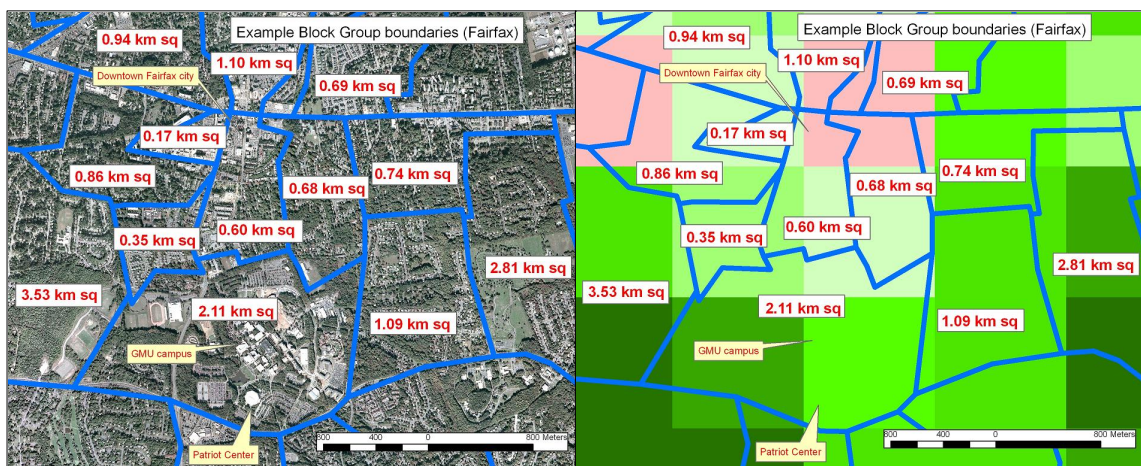 Example Block Group boundaries (Fairfax)
0.94 km sq
1.10 km sq
Downtown Fairfax city
0.69 km sq
0.17 km sq
0.86 km sq
0.68 km sq
0.74 km sq
0.35 km sq
0.60 km sq
2.81 km sq
3.53 km sq
2.11 km sq
1.09 km sq
GMU campus
Patriot Center
800
400
0
800 Meters
Example Block Group boundaries (Fairfax)
0.94 km sq
1.10 km sq
Downtown Fairfax city
0.69 km sq
0.17 km sq
0.86 km sq
0.68 km sq
0.74 km sq
0.35 km sq
0.60 km sq
2.81 km sq
3.53 km sq
2.11 km sq
1.09 km sq
GMU campus
Patriot Center
800
400
0
800 Meters